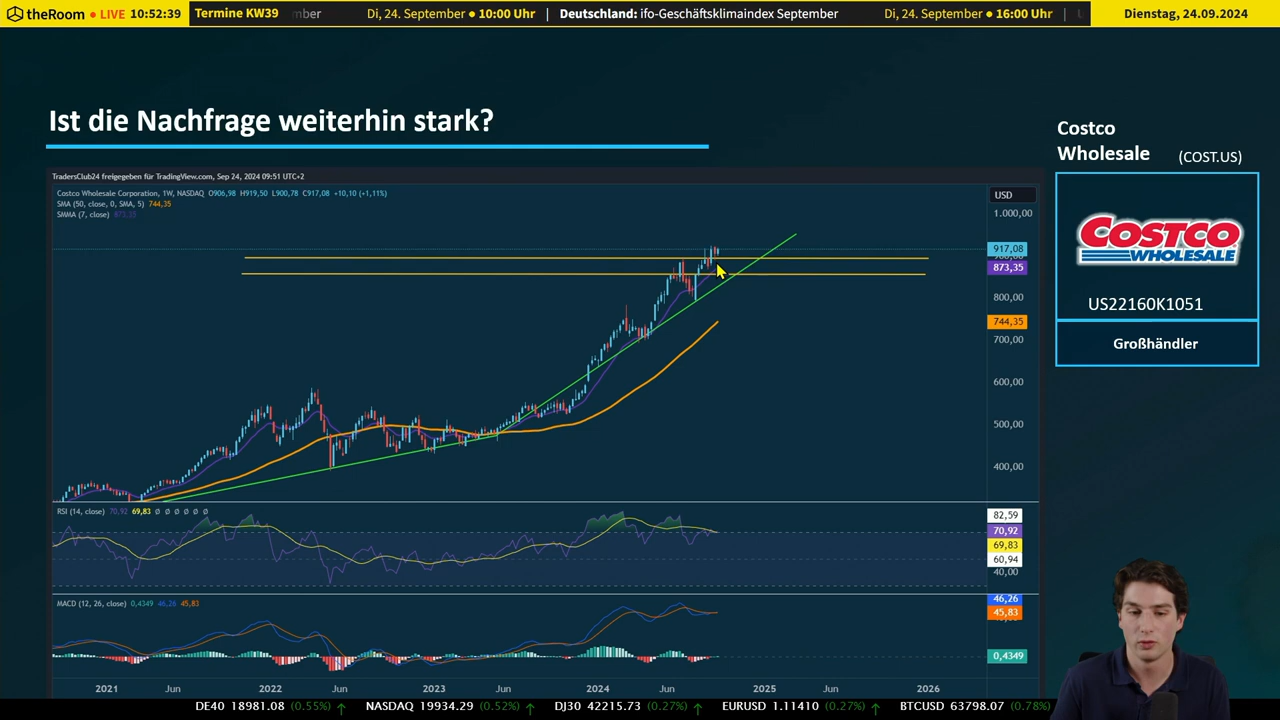 theRoom • LIVE 10:52:39
Termine KW39
mber Di, 24. September • 10:00 Uhr | Deutschland: ifo-Geschäftsklimaindex September Di, 24. September • 16:00 Uhr |
Dienstag, 24.09.2024
Ist die Nachfrage weiterhin stark?
Costco
Wholesale (COST.US)
TradersClub24 freigegeben für TradingView.com, Sep 24, 2024 09:51 UTC+2
Costco Wholesale Corporation, 1W, NASDAQ O906,98 H919,50 L900,78 C917,08 +10,10 (+1,11%)
SMA (50, close, 0, SMA, 5) 744,35
SMMA (7, close) 873,35
USD
1.000,00
917,08
873,35
800,00
744,35
700,00
600,00
500,00
400,00
COSTCO
WHOLESALE
US22160K1051
Großhändler
RSI (14, close) 70,92 69,83 Ø Ø Ø Ø Ø Ø
82,59
70,92
69,83
60,94
40,00
MACD (12, 26, close) 0,4349 46,26 45,83
46,26
45,83
0,4349
2021 Jun 2022 Jun 2023 Jun 2024 Jun 2025 Jun 2026
DE40 18981.08 (0.55%) ↑ NASDAQ 19934.29 (0.52%) ↑ DJ30 42215.73 (0.27%) ↑ EURUSD 1.11410 (0.27%) ↑ BTCUSD 63798.07 (0.78%) ↑